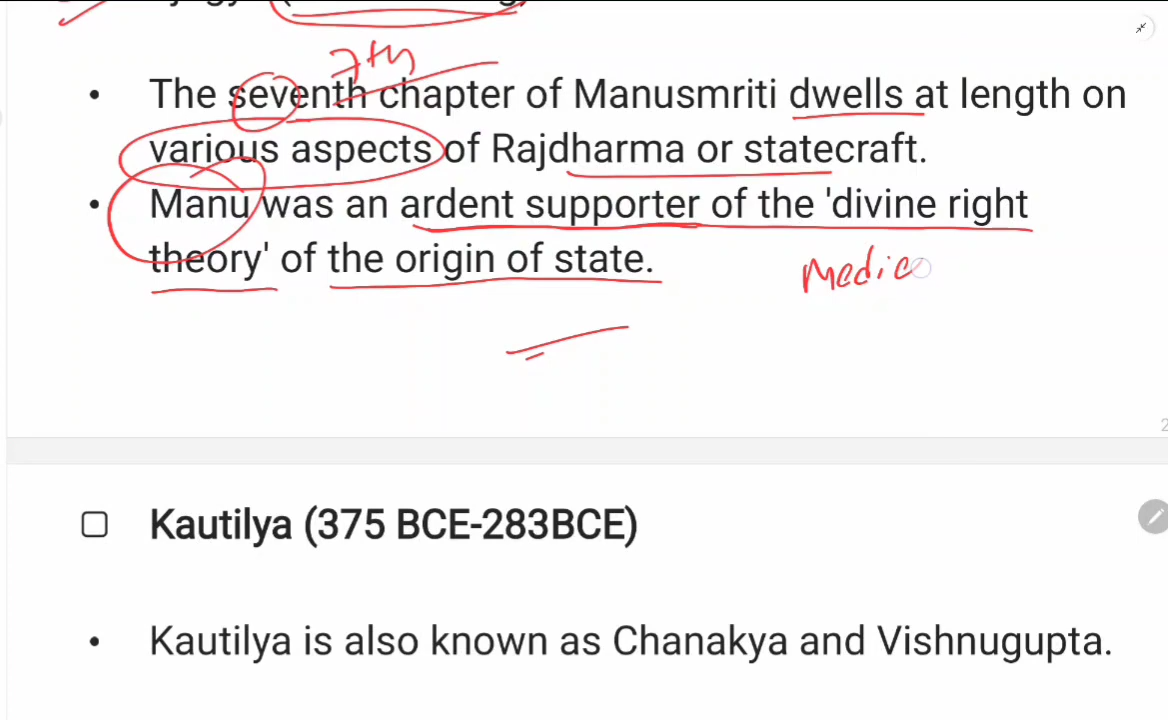 7th
• The seventh chapter of Manusmriti dwells at length on
various aspects of Rajdharma or statecraft.
• Manu was an ardent supporter of the 'divine right
theory' of the origin of state.
medie
2
Kautilya (375 BCE-283BCE)
• Kautilya is also known as Chanakya and Vishnugupta.